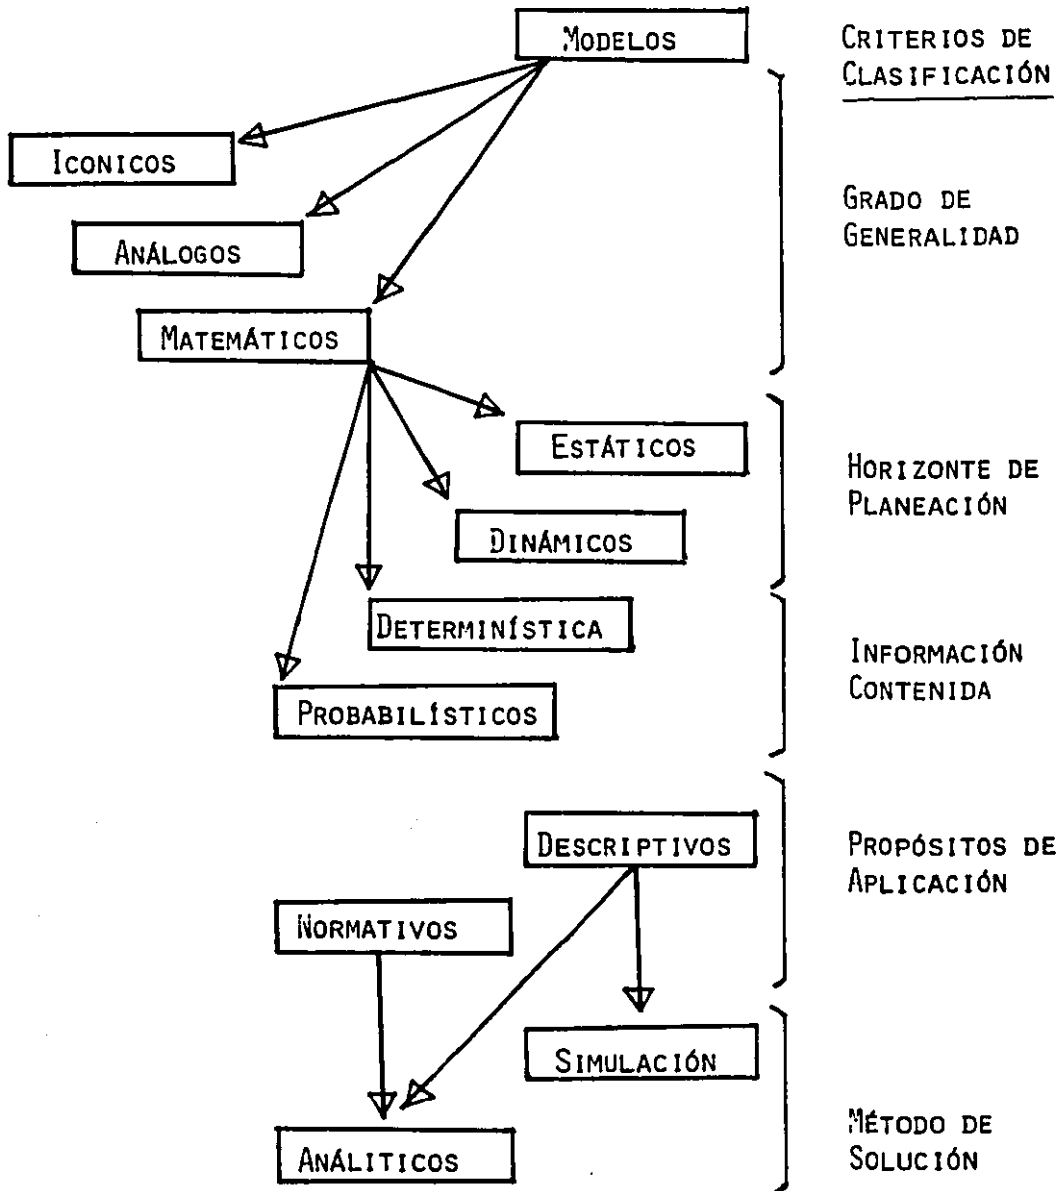 MODELOS
CRITERIOS DE
CLASIFICACIÓN
ICONICOS
ANÁLOGOS
MATEMÁTICOS
GRADO DE
GENERALIDAD
ESTÁTICOS
DINÁMICOS
HORIZONTE DE
PLANEACIÓN
DETERMINÍSTICA
PROBABILÍSTICOS
INFORMACIÓN
CONTENIDA
DESCRIPTIVOS
NORMATIVOS
PROPÓSITOS DE
APLICACIÓN
SIMULACIÓN
ANÁLITICOS
MÉTODO DE
SOLUCIÓN